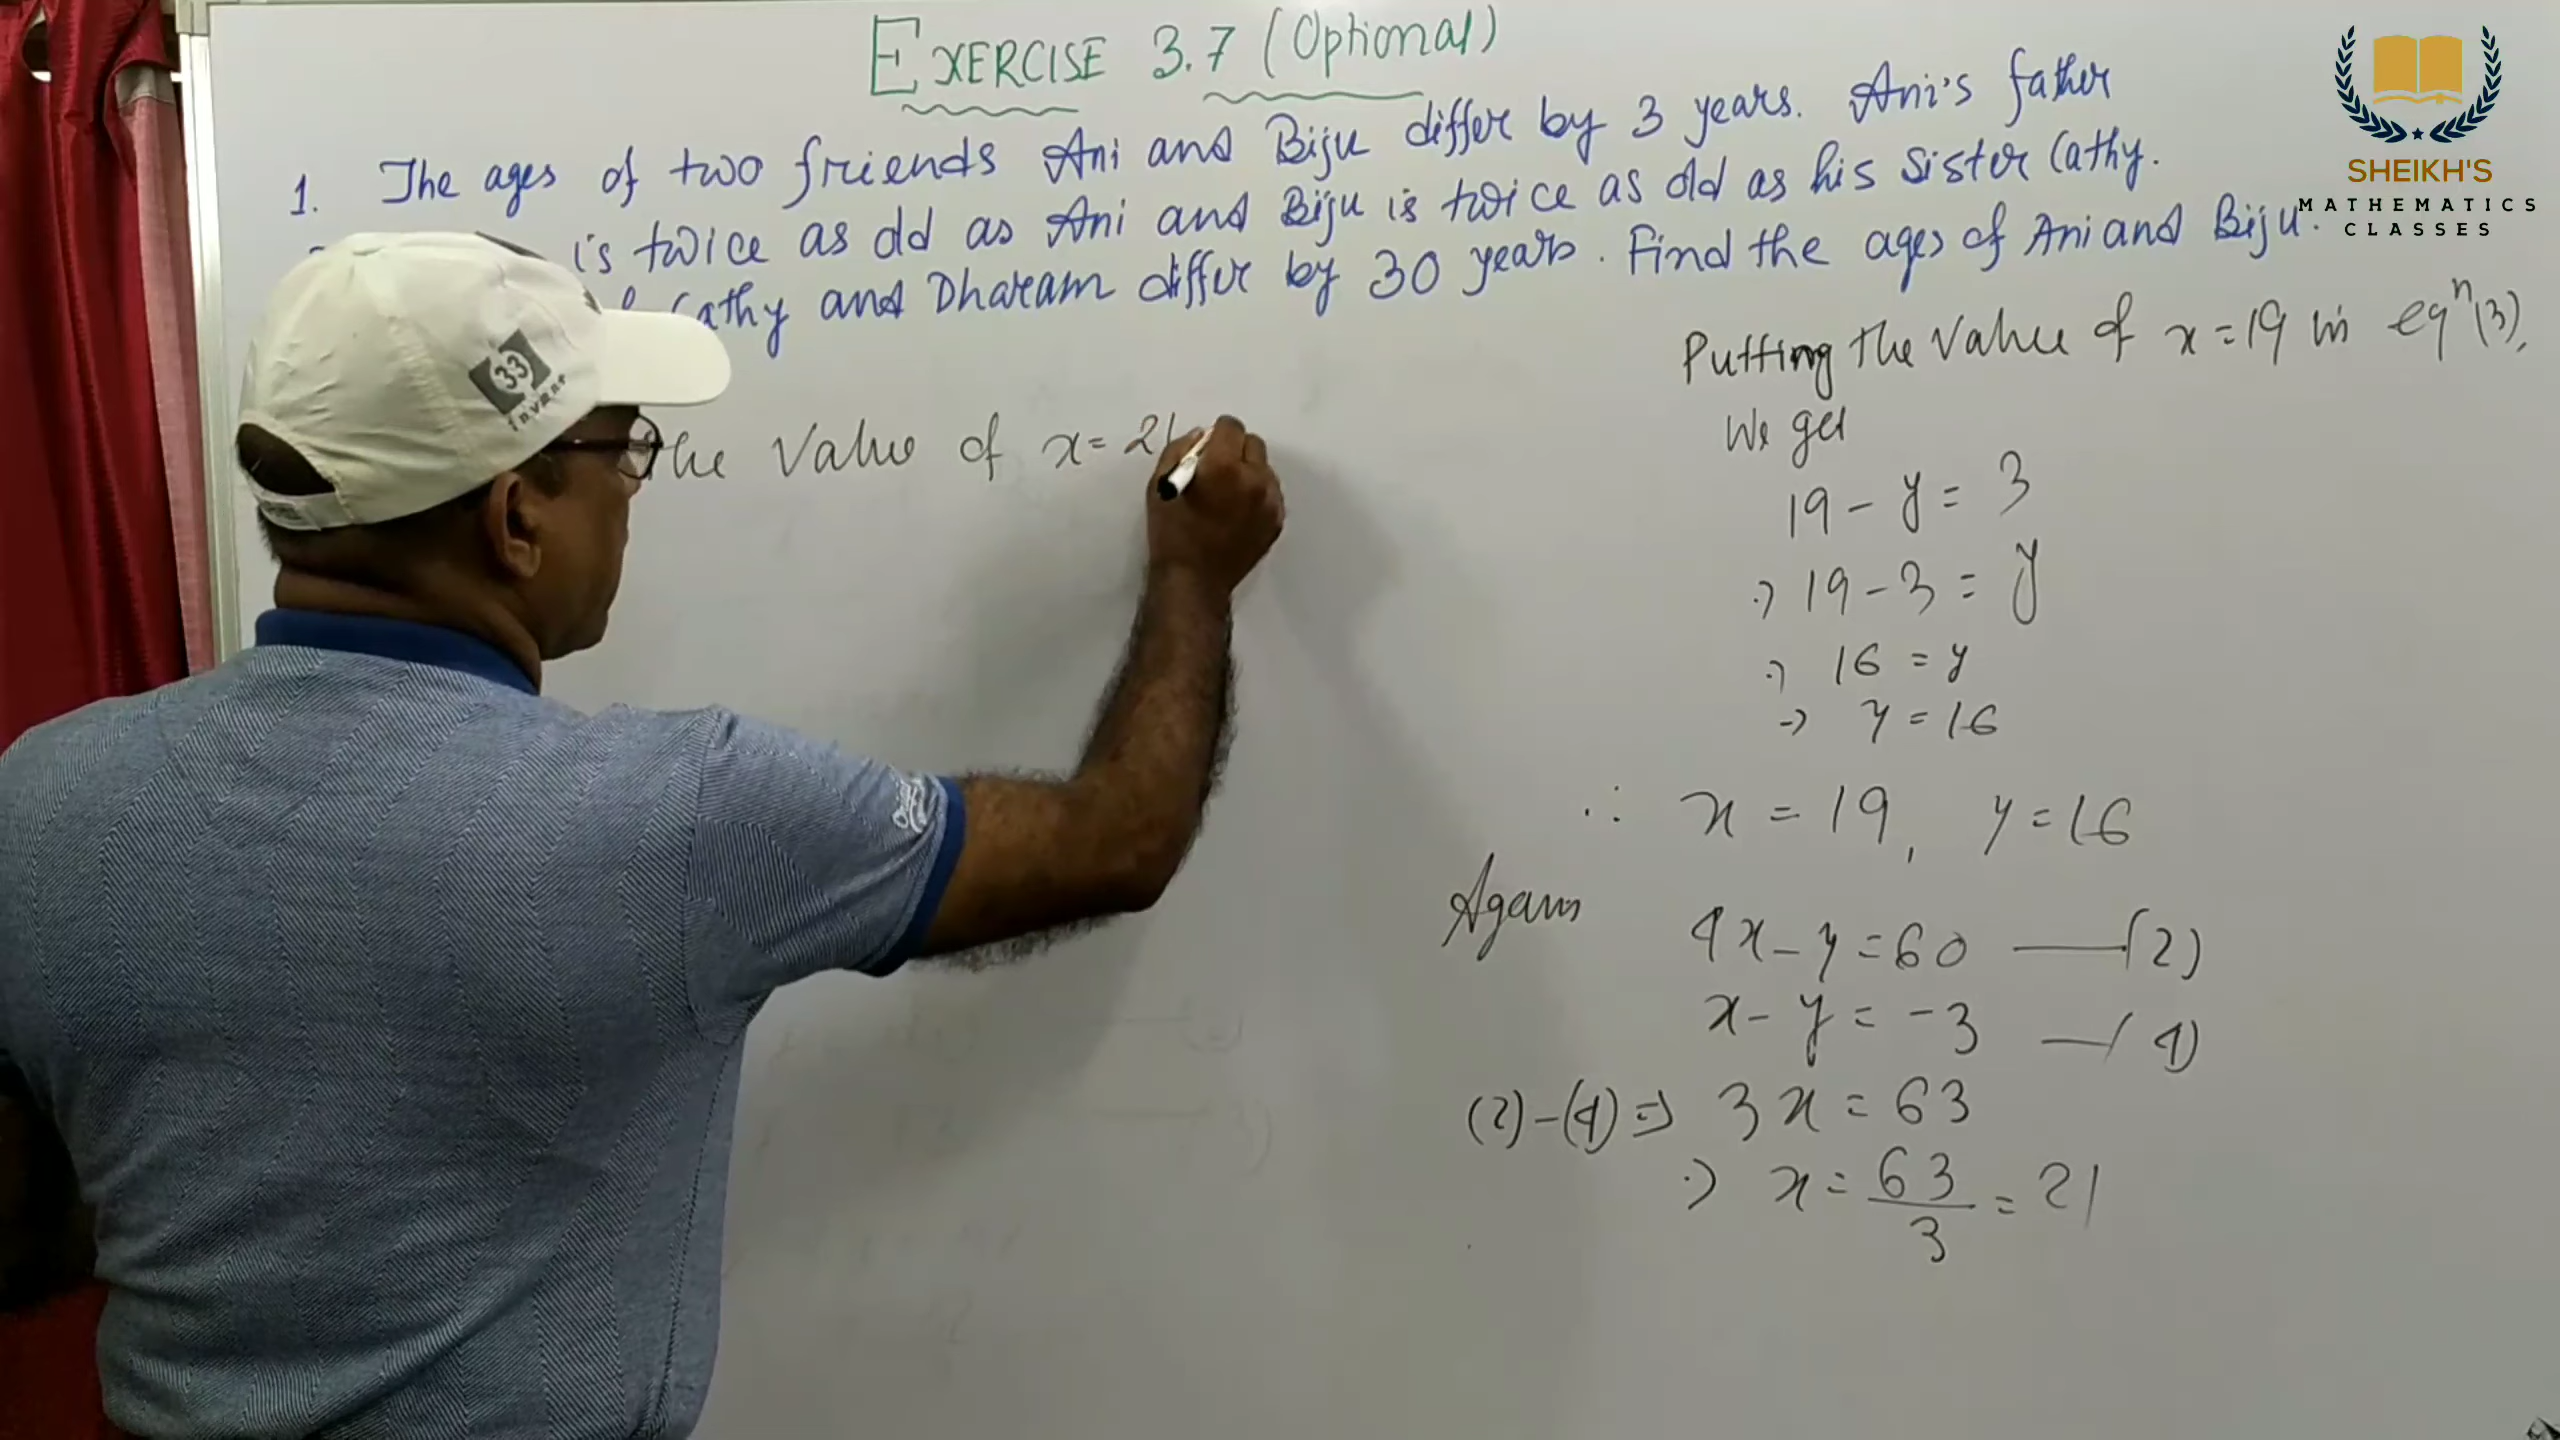 EXERCISE 3.7 (Optional)
1. The ages of two friends Ani and Biju differ by 3 years. Ani's father
is twice as old as Ani and Biju is twice as old as his sister Cathy.
Cathy and Dharam differ by 30 years. Find the ages of Ani and Biju.
SHEIKH'S
MATHEMATICS
CLASSES
the Value of x = 21
33
Invent
Putting the Value of x = 19 in eqⁿ (3),
We get
19 - y = 3
⇒ 19 - 3 = y
⇒ 16 = y
⇒ y = 16
∴ x = 19, y = 16
Again
4x - y = 60 —(2)
x - y = -3 —(4)
(2) - (4) ⇒ 3x = 63
⇒ x = 63/3 = 21